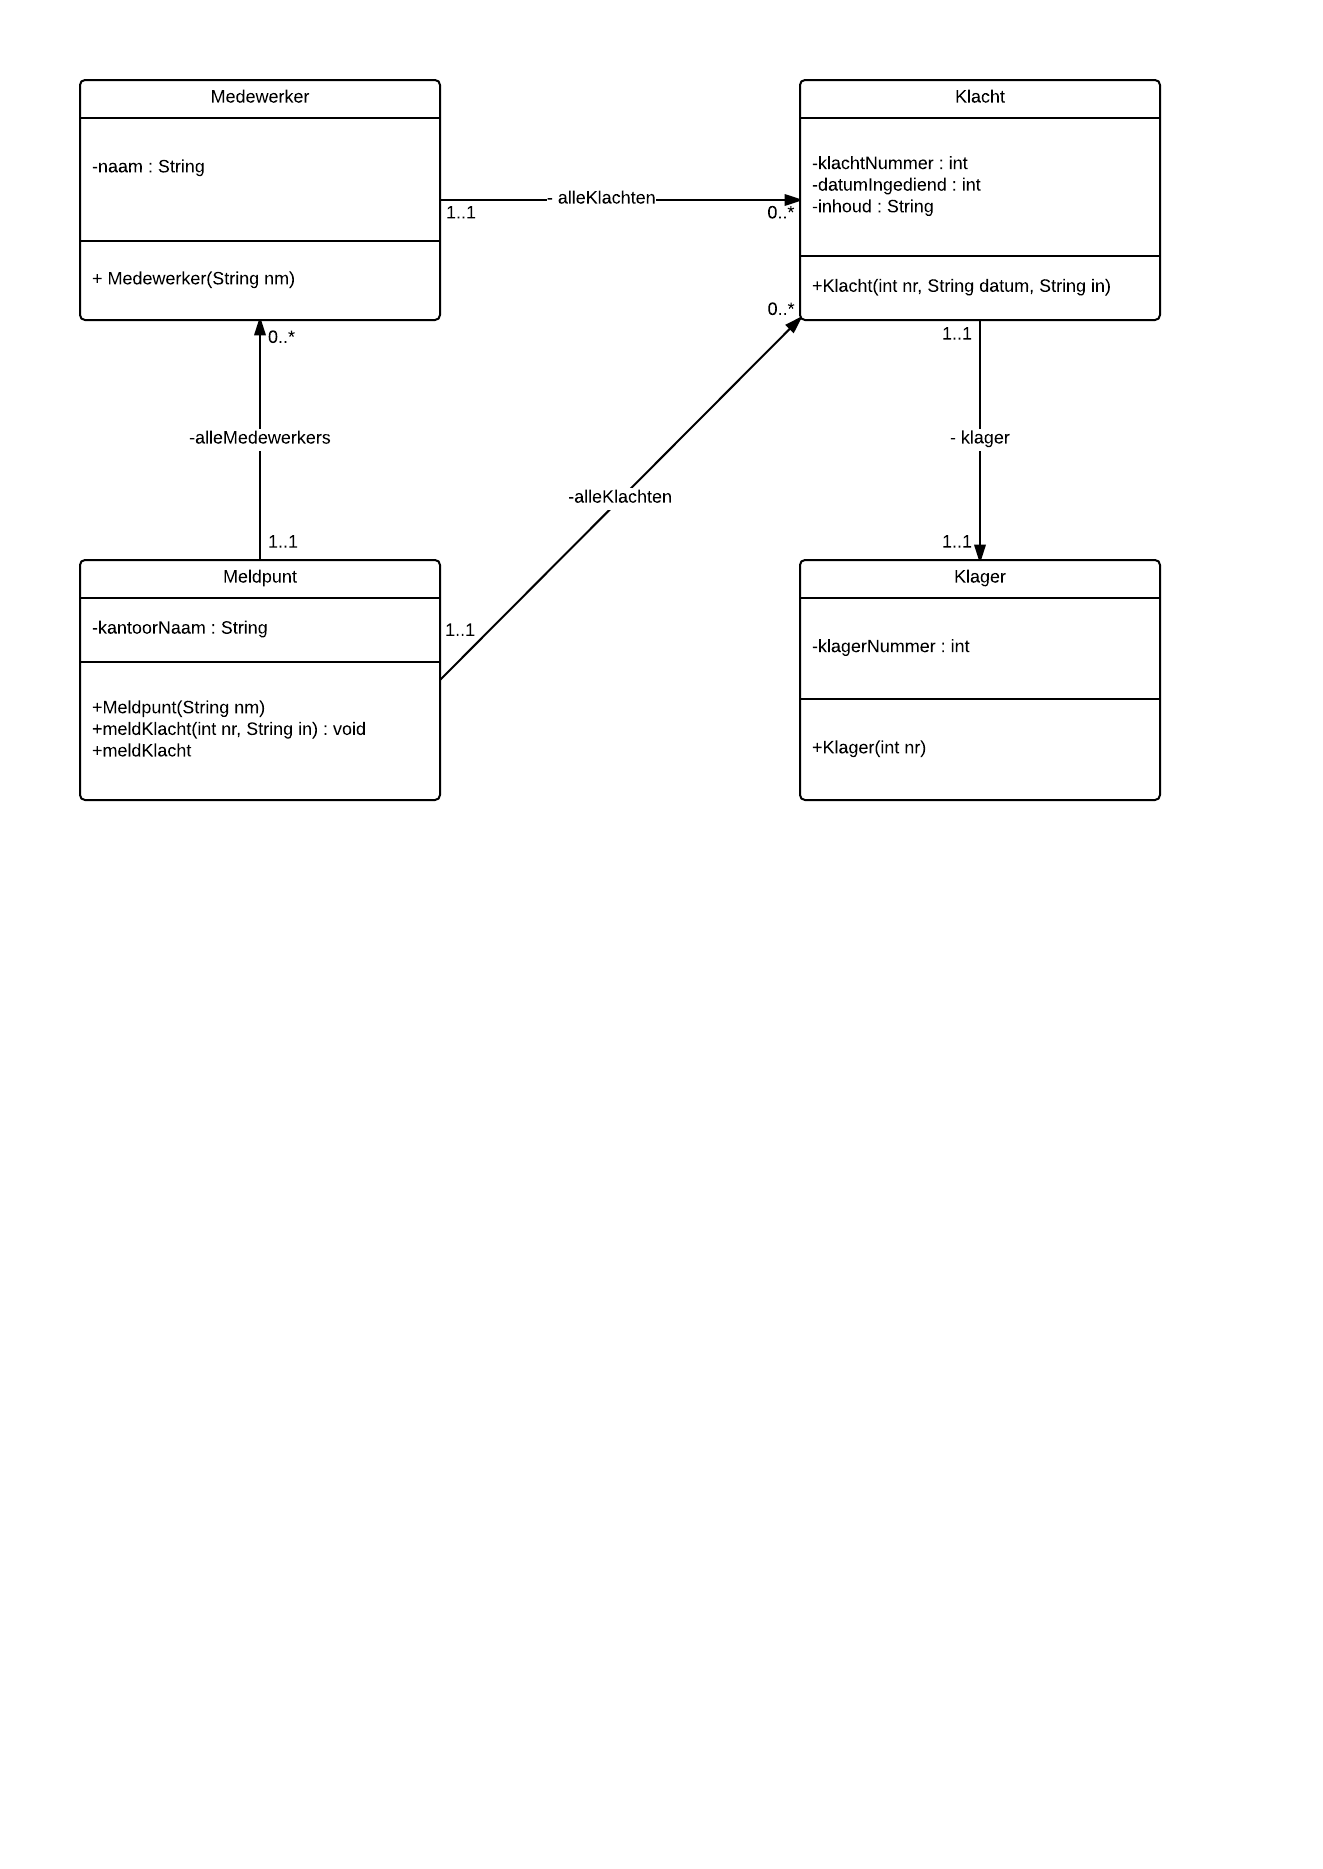 Medewerker
-naam : String
+ Medewerker(String nm)
1..1
- alleKlachten
0..*
Klacht
-klachtNummer : int
-datumIngediend : int
-inhoud : String
+Klacht(int nr, String datum, String in)
0..*
-alleMedewerkers
1..1
0..*
-alleKlachten
1..1
1..1
- klager
1..1
Meldpunt
-kantoorNaam : String
+Meldpunt(String nm)
+meldKlacht(int nr, String in) : void
+meldKlacht
Klager
-klagerNummer : int
+Klager(int nr)